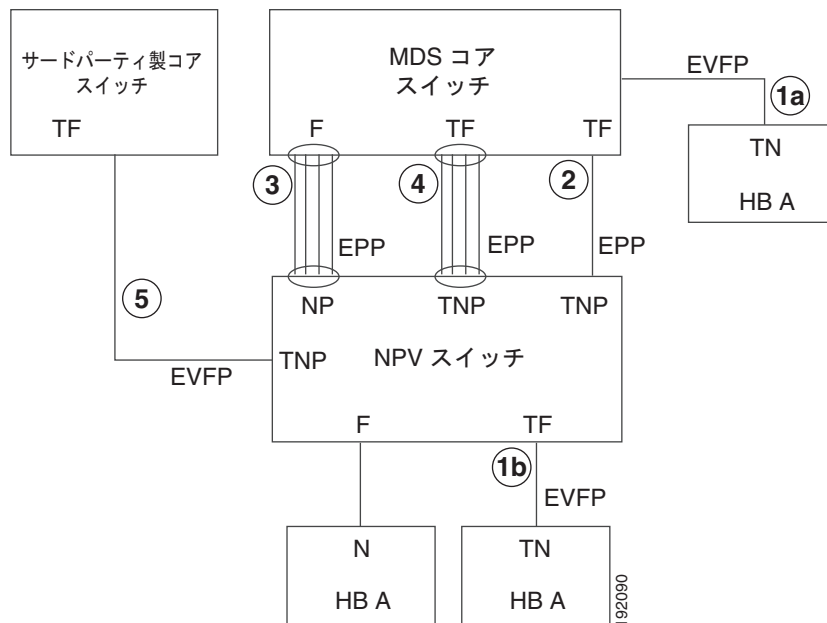 サードパーティ製コア
スイッチ
TF
MDS コア
スイッチ
F
TF
TF
EVFP
1a
TN
HB A
3
4
2
EPP
EPP
EPP
5
NP
TNP
TNP
EVFP
TNP
NPV スイッチ
F
TF
1b
EVFP
N
HB A
TN
HB A
192090